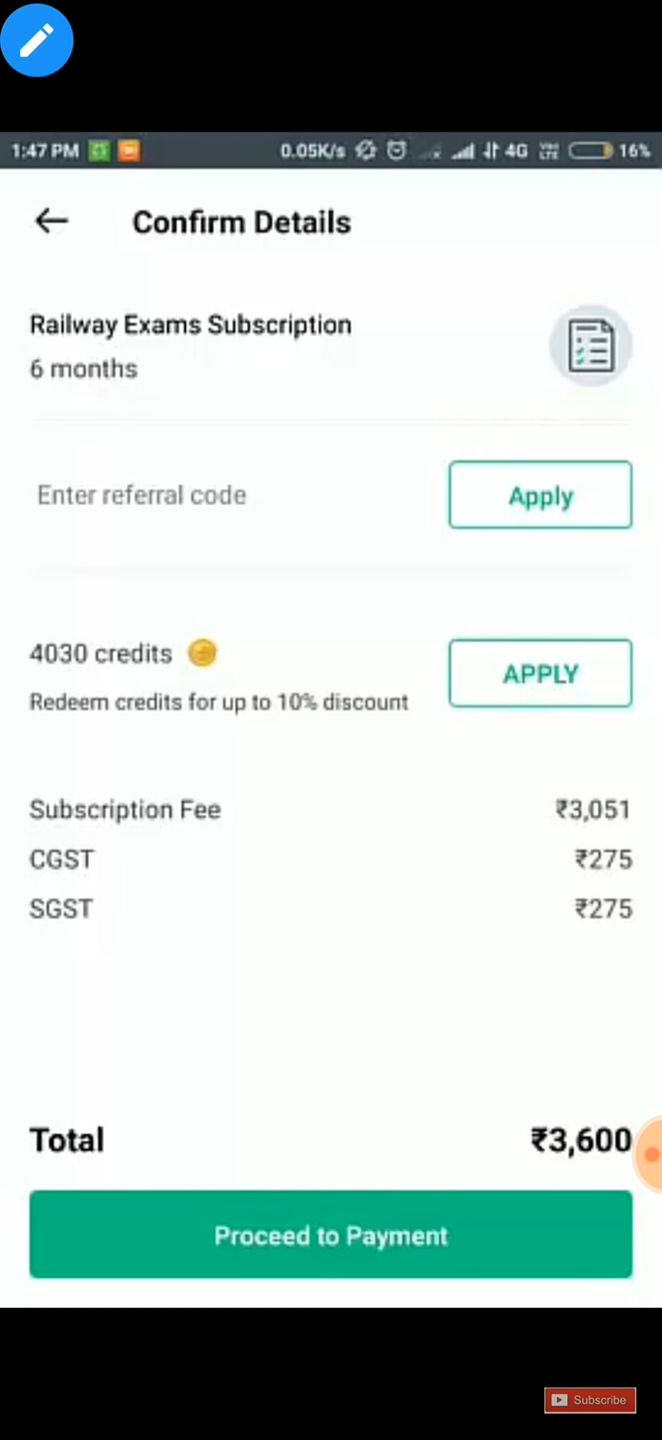 1:47 PM 0.05K/s 4G 16%
Confirm Details
Railway Exams Subscription
6 months
Enter referral code Apply
4030 credits APPLY
Redeem credits for up to 10% discount
Subscription Fee ₹3,051
CGST ₹275
SGST ₹275
Total ₹3,600
Proceed to Payment
Subscribe